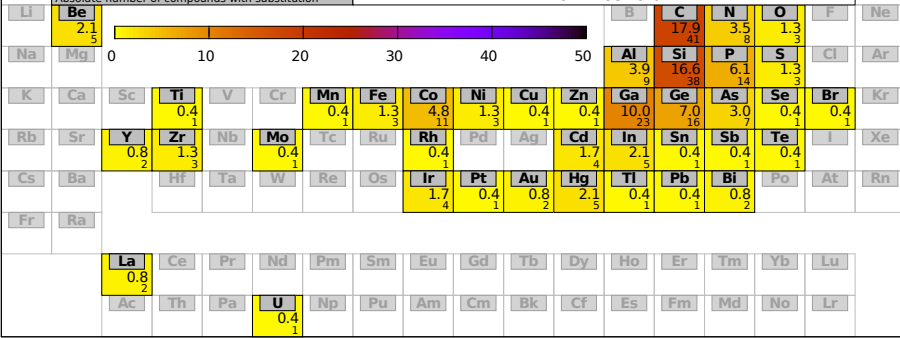 Absolute number of compounds with substitution
Li Be B C N O F Ne
2.1 17.9 3.5 1.3
5 41 8 3
0 10 20 30 40 50
Na Mg Al Si P S Cl Ar
3.9 16.6 6.1 1.3
9 38 14 3
K Ca Sc Ti V Cr Mn Fe Co Ni Cu Zn Ga Ge As Se Br Kr
0.4 0.4 1.3 4.8 1.3 0.4 0.4 10.0 7.0 3.0 0.4 0.4
1 1 3 11 3 1 1 23 16 7 1 1
Rb Sr Y Zr Nb Mo Tc Ru Rh Pd Ag Cd In Sn Sb Te I Xe
0.8 1.3 0.4 0.4 1.7 2.1 0.4 0.4 0.4
2 3 1 1 4 5 1 1 1
Cs Ba Hf Ta W Re Os Ir Pt Au Hg Tl Pb Bi Po At Rn
1.7 0.4 0.8 2.1 0.4 0.4 0.8
4 1 2 5 1 1 2
Fr Ra
La Ce Pr Nd Pm Sm Eu Gd Tb Dy Ho Er Tm Yb Lu
0.8
2
Ac Th Pa U Np Pu Am Cm Bk Cf Es Fm Md No Lr
0.4
1